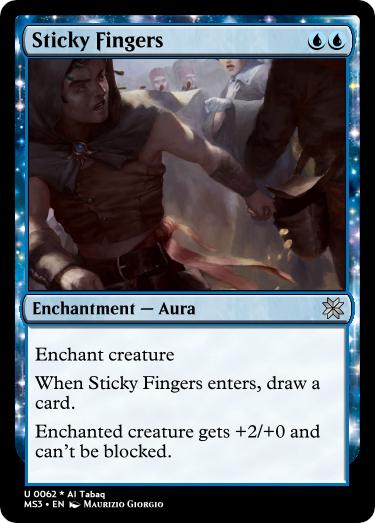 Sticky Fingers
Enchantment — Aura
Enchant creature
When Sticky Fingers enters, draw a
card.
Enchanted creature gets +2/+0 and
can't be blocked.
U 0062 * Al Tabaq
MS3 • EN Maurizio Giorgio